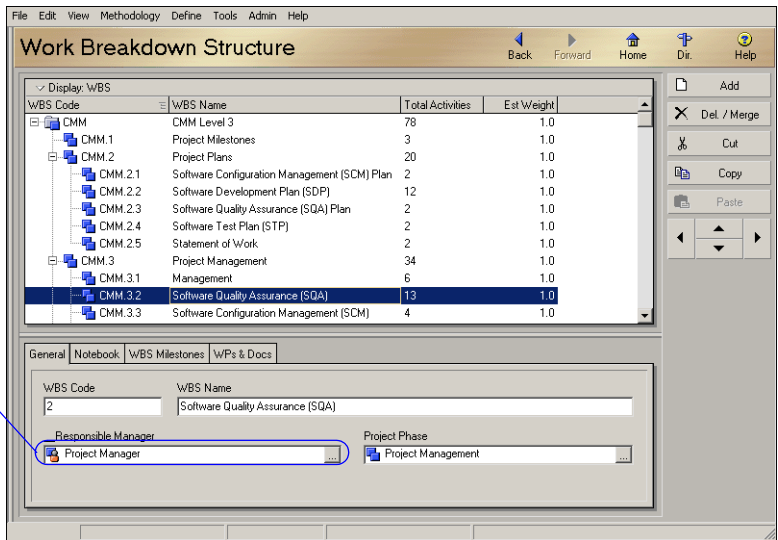 File Edit View Methodology Define Tools Admin Help
Work Breakdown Structure
Back Forward Home Dir. Help
Display: WBS
WBS Code WBS Name Total Activities Est Weight
CMM CMM Level 3 78 1.0
CMM.1 Project Milestones 3 1.0
CMM.2 Project Plans 20 1.0
CMM.2.1 Software Configuration Management (SCM) Plan 2 1.0
CMM.2.2 Software Development Plan (SDP) 12 1.0
CMM.2.3 Software Quality Assurance (SQA) Plan 2 1.0
CMM.2.4 Software Test Plan (STP) 2 1.0
CMM.2.5 Statement of Work 2 1.0
CMM.3 Project Management 34 1.0
CMM.3.1 Management 6 1.0
CMM.3.2 Software Quality Assurance (SQA) 13 1.0
CMM.3.3 Software Configuration Management (SCM) 4 1.0
Add
Del. / Merge
Cut
Copy
Paste
General Notebook WBS Milestones WPs & Docs
WBS Code WBS Name
2 Software Quality Assurance (SQA)
Responsible Manager Project Phase
Project Manager ... Project Management ...